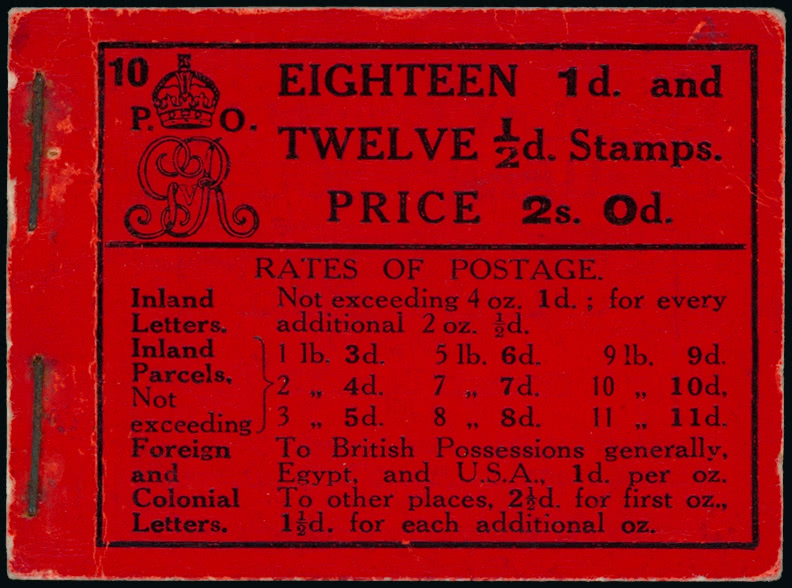 10
P. O.
GvR
EIGHTEEN 1d. and
TWELVE ½d. Stamps.
PRICE 2s. 0d.
RATES OF POSTAGE.
Inland Not exceeding 4 oz. 1d. ; for every
Letters. additional 2 oz. ½d.
Inland 1 lb. 3d. 5 lb. 6d. 9 lb. 9d.
Parcels. 2 „ 4d. 7 „ 7d. 10 „ 10d.
Not
exceeding 3 „ 5d. 8 „ 8d. 11 „ 11d.
Foreign To British Possessions generally,
and Egypt, and U.S.A., 1d. per oz.
Colonial To other places, 2½d. for first oz.,
Letters. 1½d. for each additional oz.